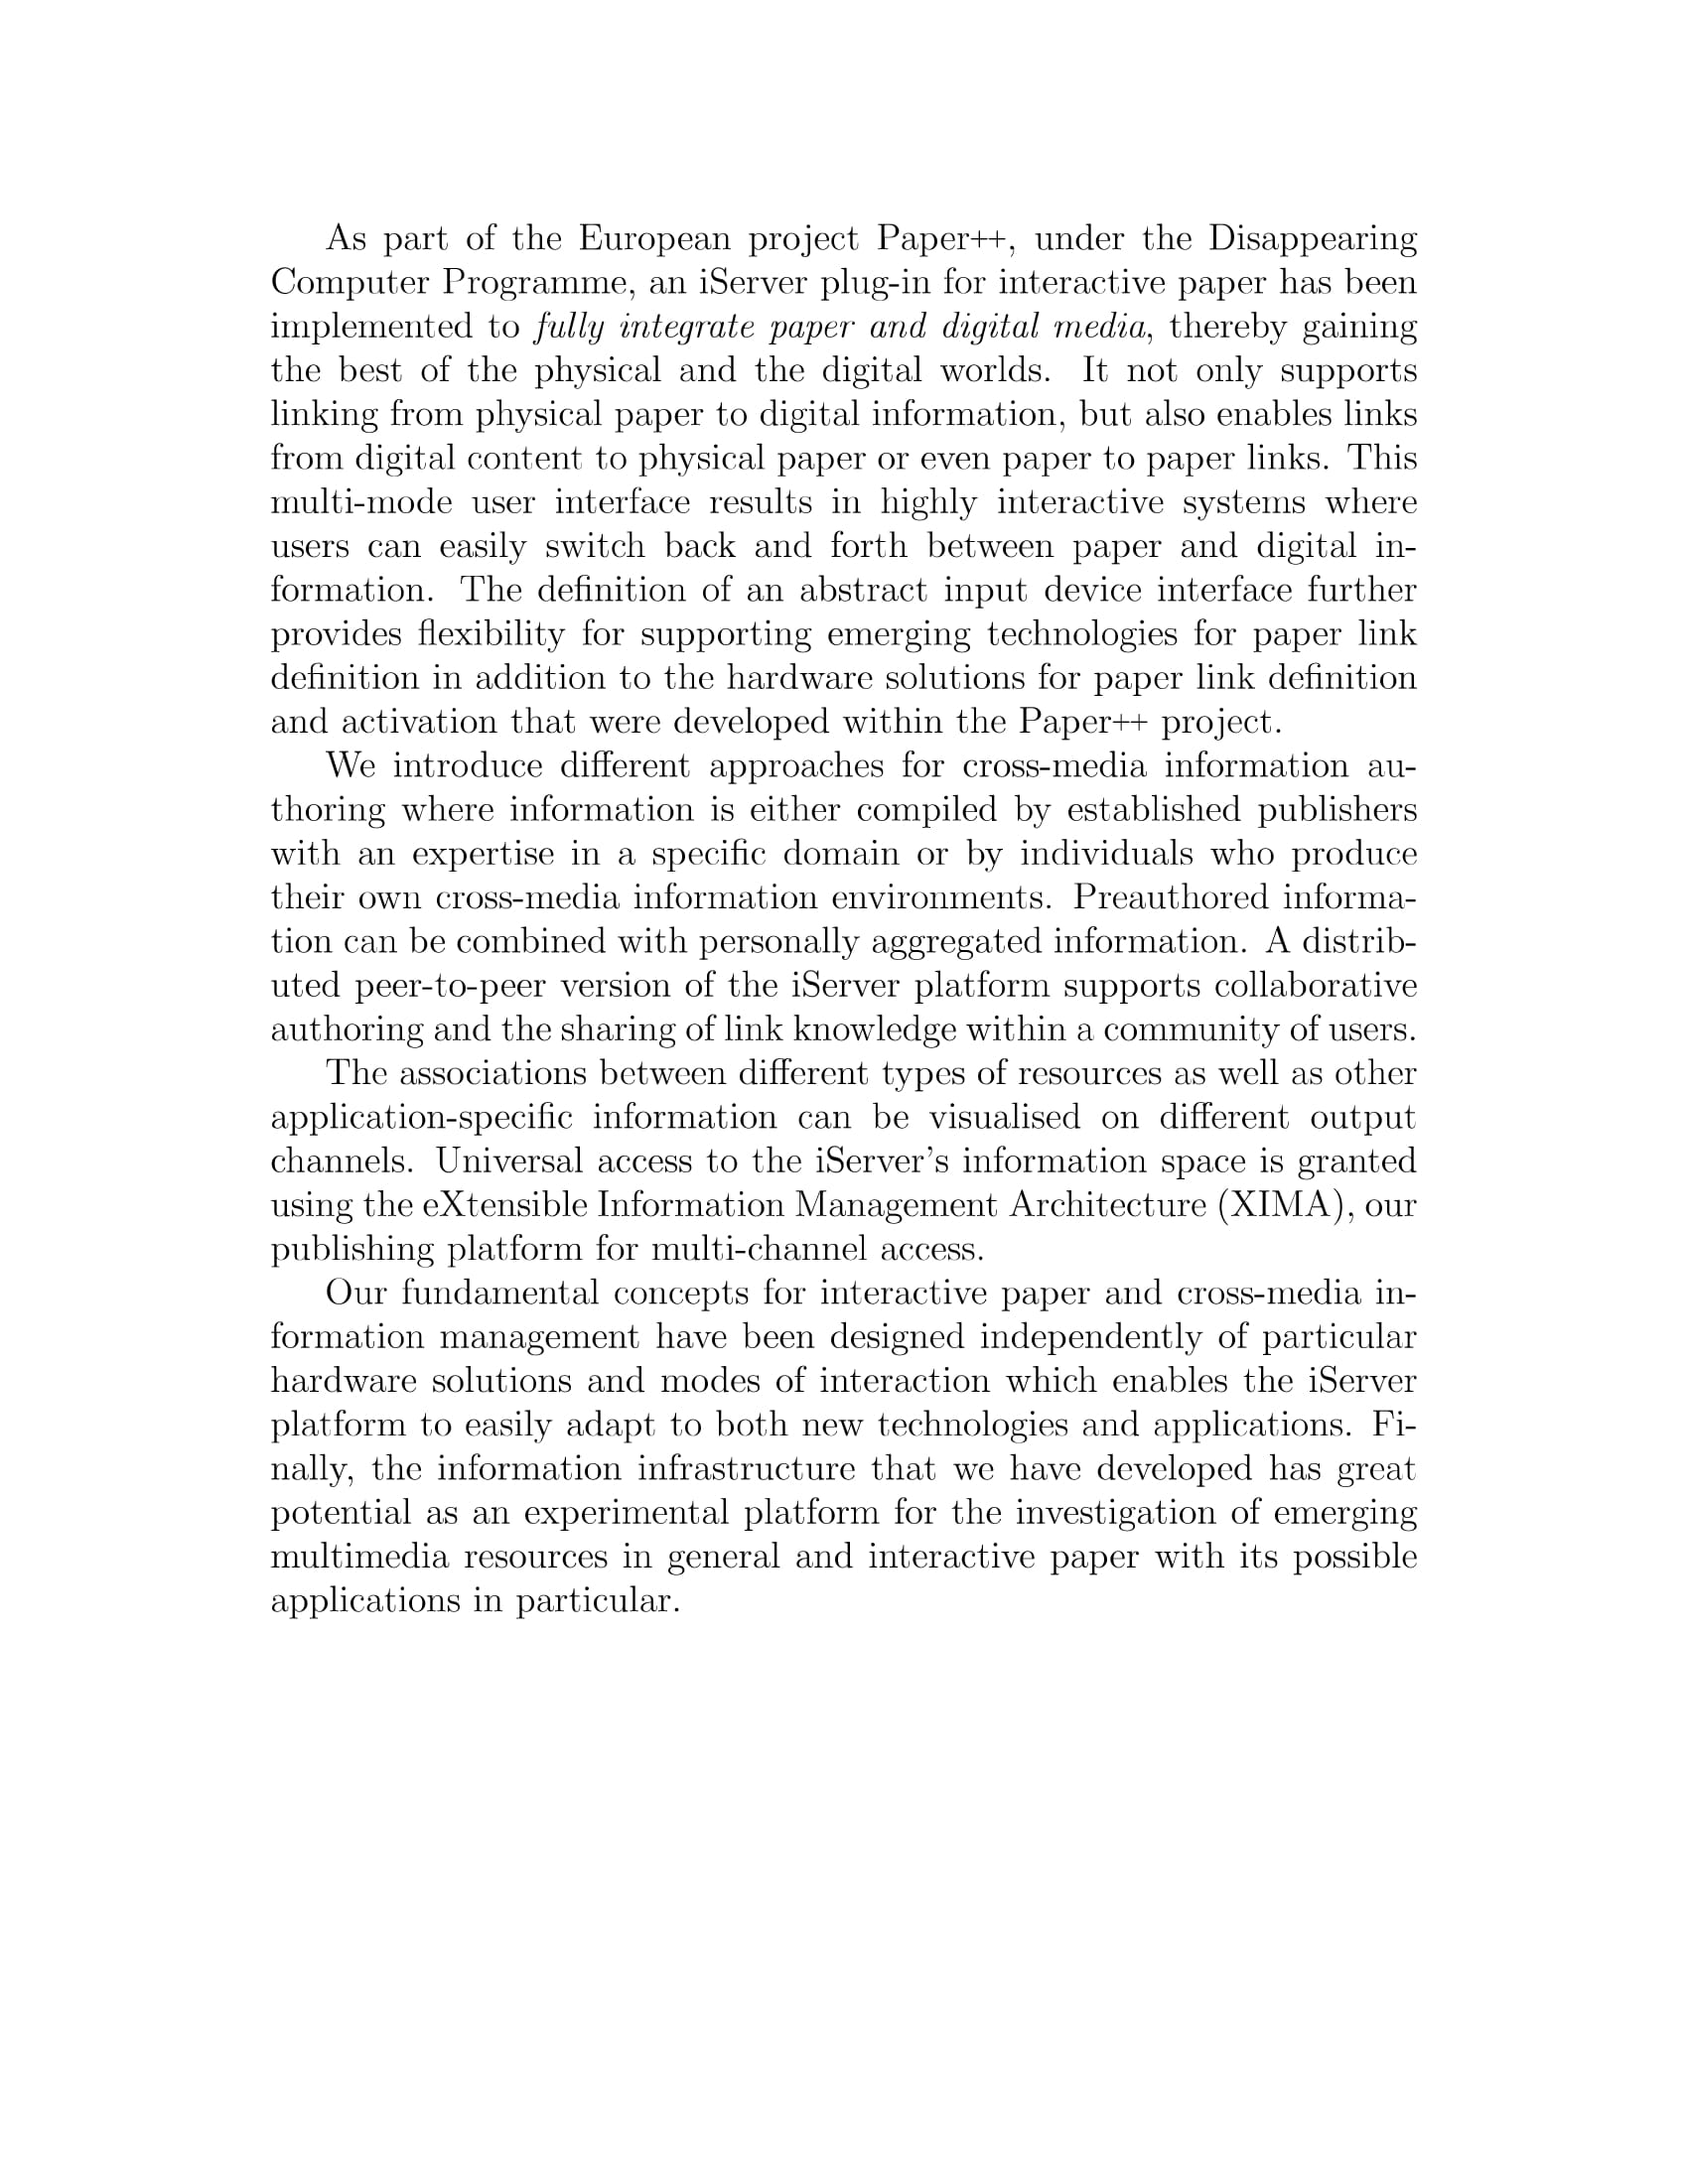 As part of the European project Paper++, under the Disappearing
Computer Programme, an iServer plug-in for interactive paper has been
implemented to fully integrate paper and digital media, thereby gaining
the best of the physical and the digital worlds. It not only supports
linking from physical paper to digital information, but also enables links
from digital content to physical paper or even paper to paper links. This
multi-mode user interface results in highly interactive systems where
users can easily switch back and forth between paper and digital in-
formation. The definition of an abstract input device interface further
provides flexibility for supporting emerging technologies for paper link
definition in addition to the hardware solutions for paper link definition
and activation that were developed within the Paper++ project.
We introduce different approaches for cross-media information au-
thoring where information is either compiled by established publishers
with an expertise in a specific domain or by individuals who produce
their own cross-media information environments. Preauthored informa-
tion can be combined with personally aggregated information. A distrib-
uted peer-to-peer version of the iServer platform supports collaborative
authoring and the sharing of link knowledge within a community of users.
The associations between different types of resources as well as other
application-specific information can be visualised on different output
channels. Universal access to the iServer's information space is granted
using the eXtensible Information Management Architecture (XIMA), our
publishing platform for multi-channel access.
Our fundamental concepts for interactive paper and cross-media in-
formation management have been designed independently of particular
hardware solutions and modes of interaction which enables the iServer
platform to easily adapt to both new technologies and applications. Fi-
nally, the information infrastructure that we have developed has great
potential as an experimental platform for the investigation of emerging
multimedia resources in general and interactive paper with its possible
applications in particular.